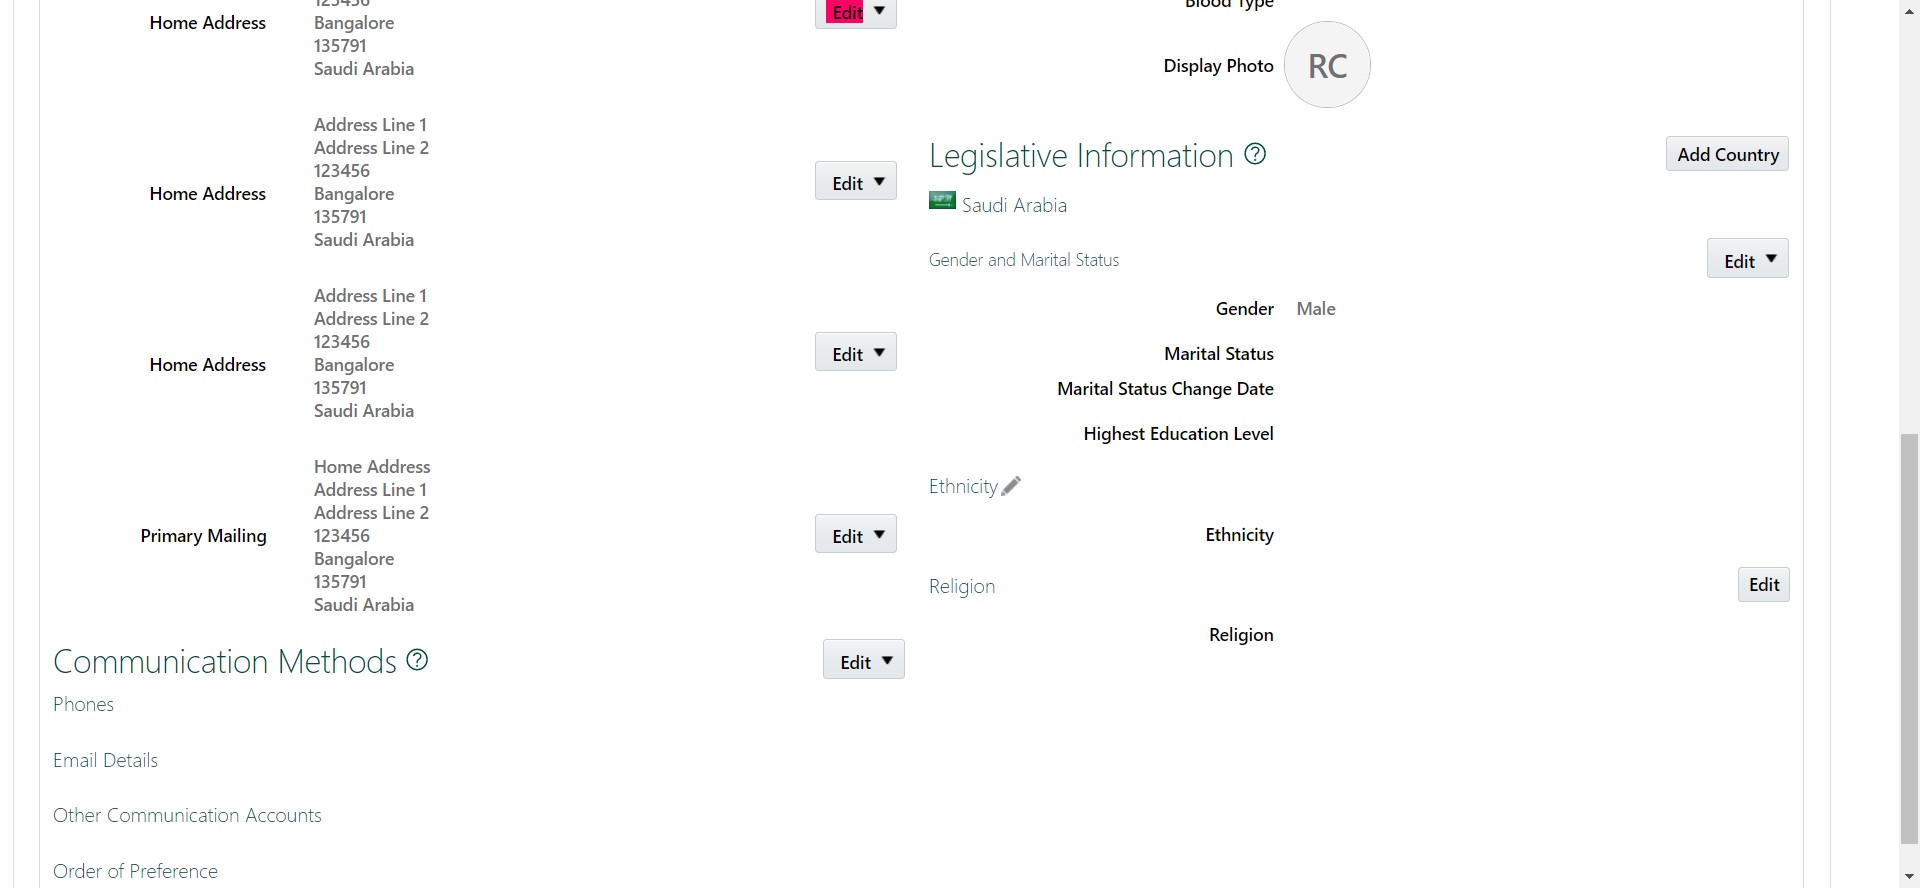 123456
Home Address
Bangalore
135791
Saudi Arabia
Edit
Address Line 1
Address Line 2
123456
Home Address
Bangalore
135791
Saudi Arabia
Edit
Address Line 1
Address Line 2
123456
Home Address
Bangalore
135791
Saudi Arabia
Edit
Home Address
Address Line 1
Address Line 2
Primary Mailing
123456
Bangalore
135791
Saudi Arabia
Edit
Communication Methods
Edit
Phones
Email Details
Other Communication Accounts
Order of Preference
Blood Type
Display Photo
RC
Legislative Information
Add Country
Saudi Arabia
Gender and Marital Status
Edit
Gender Male
Marital Status
Marital Status Change Date
Highest Education Level
Ethnicity
Ethnicity
Religion
Edit
Religion